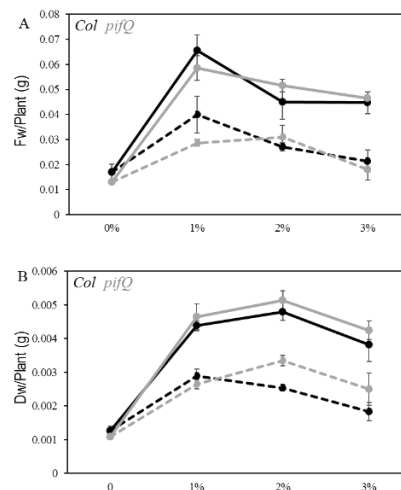 A
Col pifQ
Fw/Plant (g)
0.08
0.07
0.06
0.05
0.04
0.03
0.02
0.01
0
0% 1% 2% 3%
B
Col pifQ
Dw/Plant (g)
0.006
0.005
0.004
0.003
0.002
0.001
0
0 1% 2% 3%